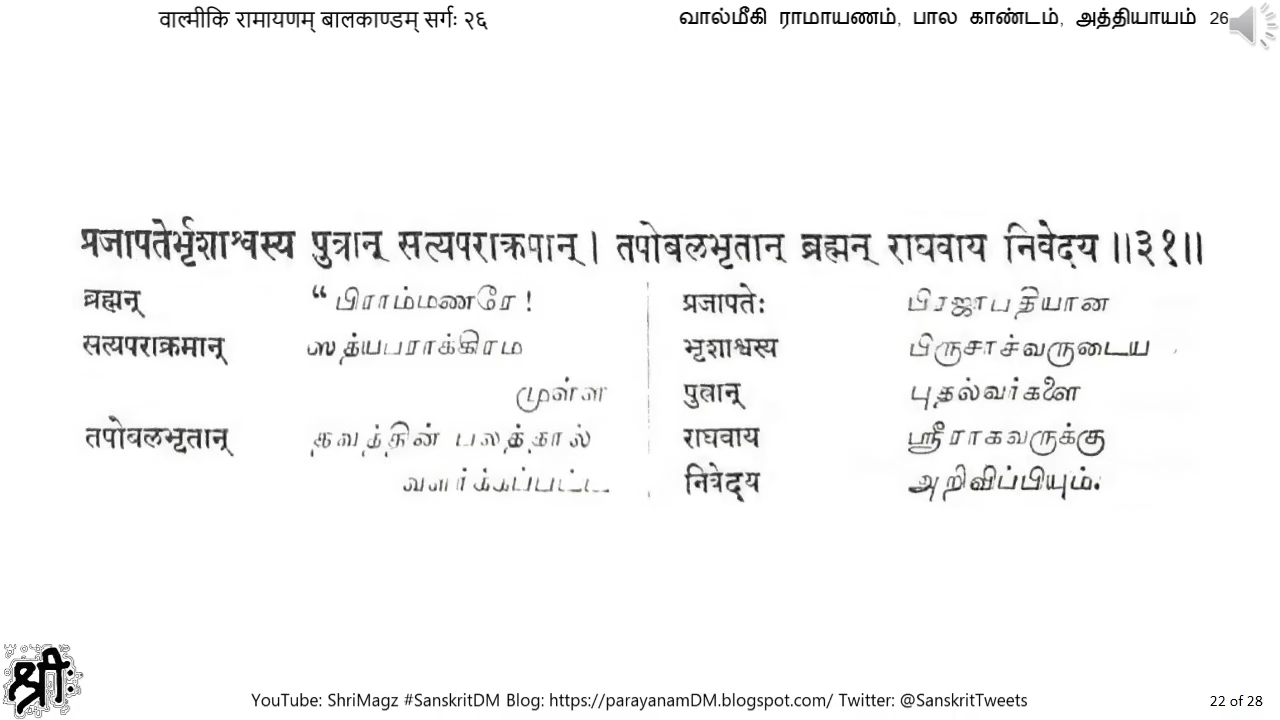 वाल्मीकि रामायणम् बालकाण्डम् सर्गः २६
வால்மீகி ராமாயணம், பால காண்டம், அத்தியாயம் 26
प्रजापतेर्भृशाश्वस्य पुत्रान् सत्यपराक्रमान् । तपोबलभृतान् ब्रह्मन् राघवाय निवेदय ॥३१॥
ब्रह्मन् “ பிராம்மணரே !
सत्यपराक्रमान् ஸத்யபராக்கிரம
முள்ள
तपोबलभृतान् தவத்தின் பலத்தால்
வளர்க்கப்பட்ட
प्रजापतेः பிரஜாபதியான
भृशाश्वस्य பிருசாச்வருடைய
पुत्रान् புதல்வர்களை
राघवाय ஸ்ரீராகவருக்கு
निवेदय அறிவிப்பியும்.
श्रीः
YouTube: ShriMagz #SanskritDM Blog: https://parayanamDM.blogspot.com/ Twitter: @SanskritTweets
22 of 28